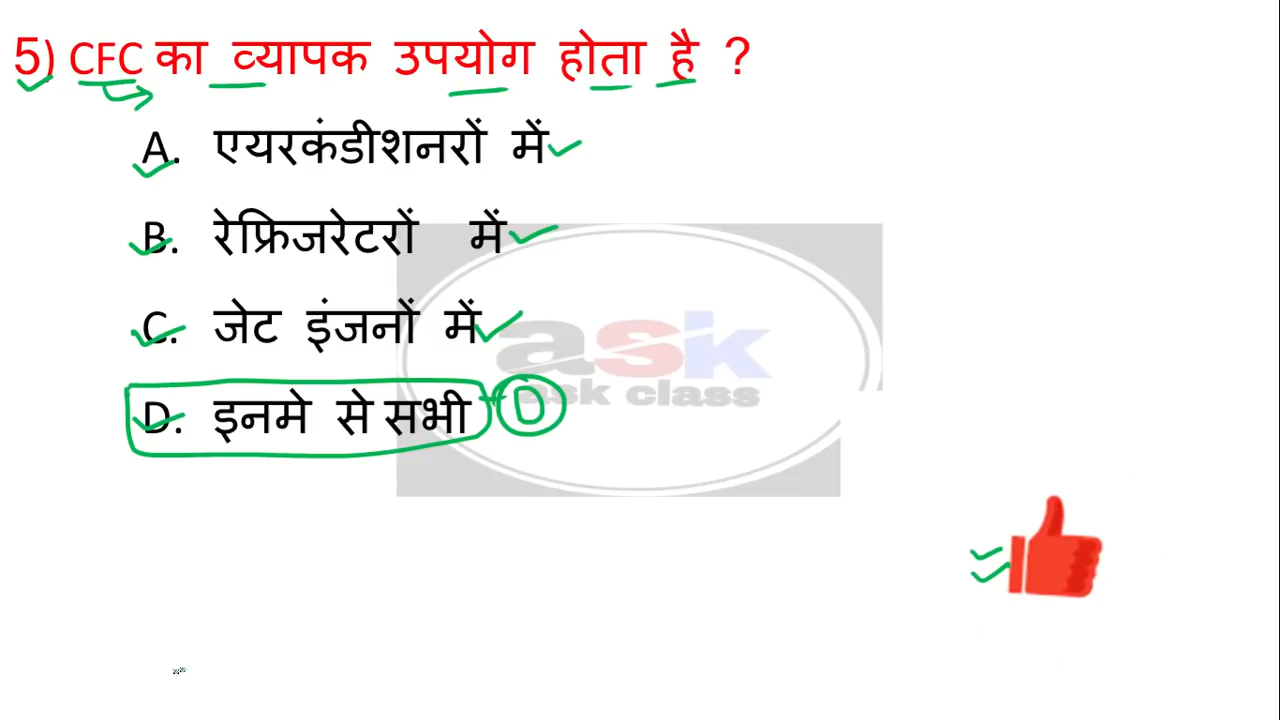 5) CFC का व्यापक उपयोग होता है ?
A. एयरकंडीशनरों में
B. रेफ्रिजरेटरों में
C. जेट इंजनों में
D. इनमे से सभी D
ask
ask class